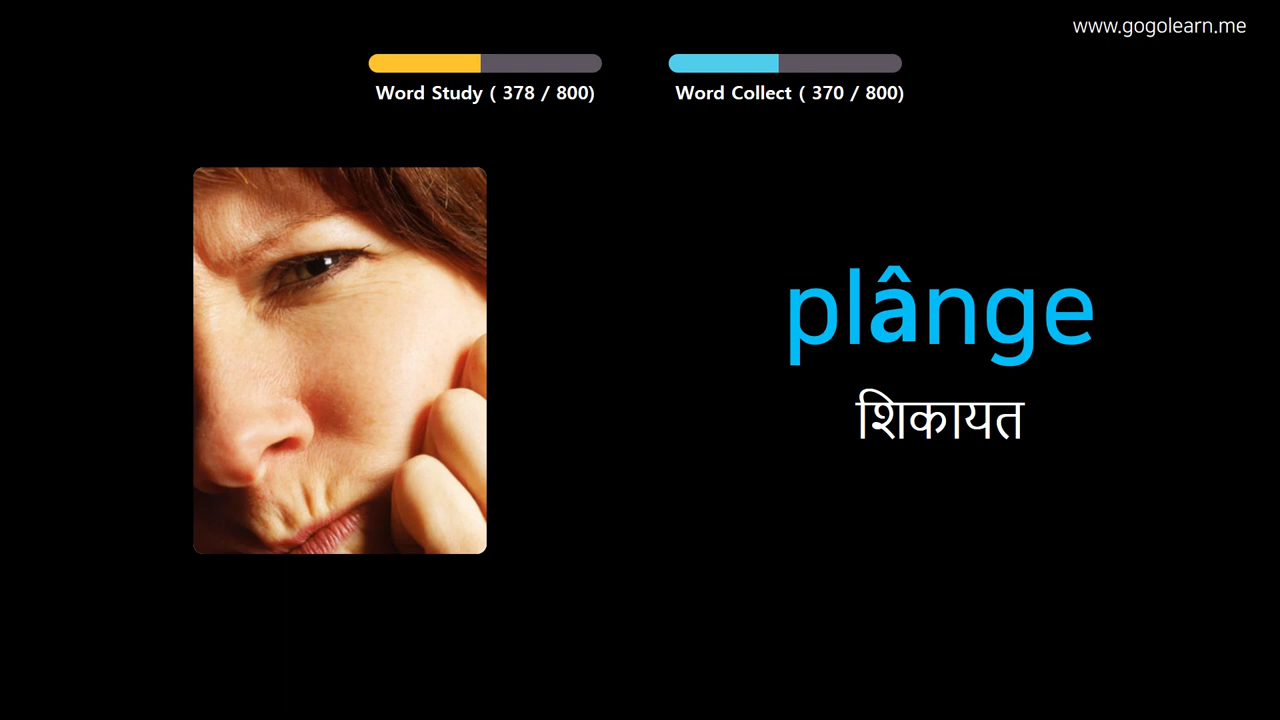 www.gogolearn.me
Word Study ( 378 / 800)
Word Collect ( 370 / 800)
plânge
शिकायत